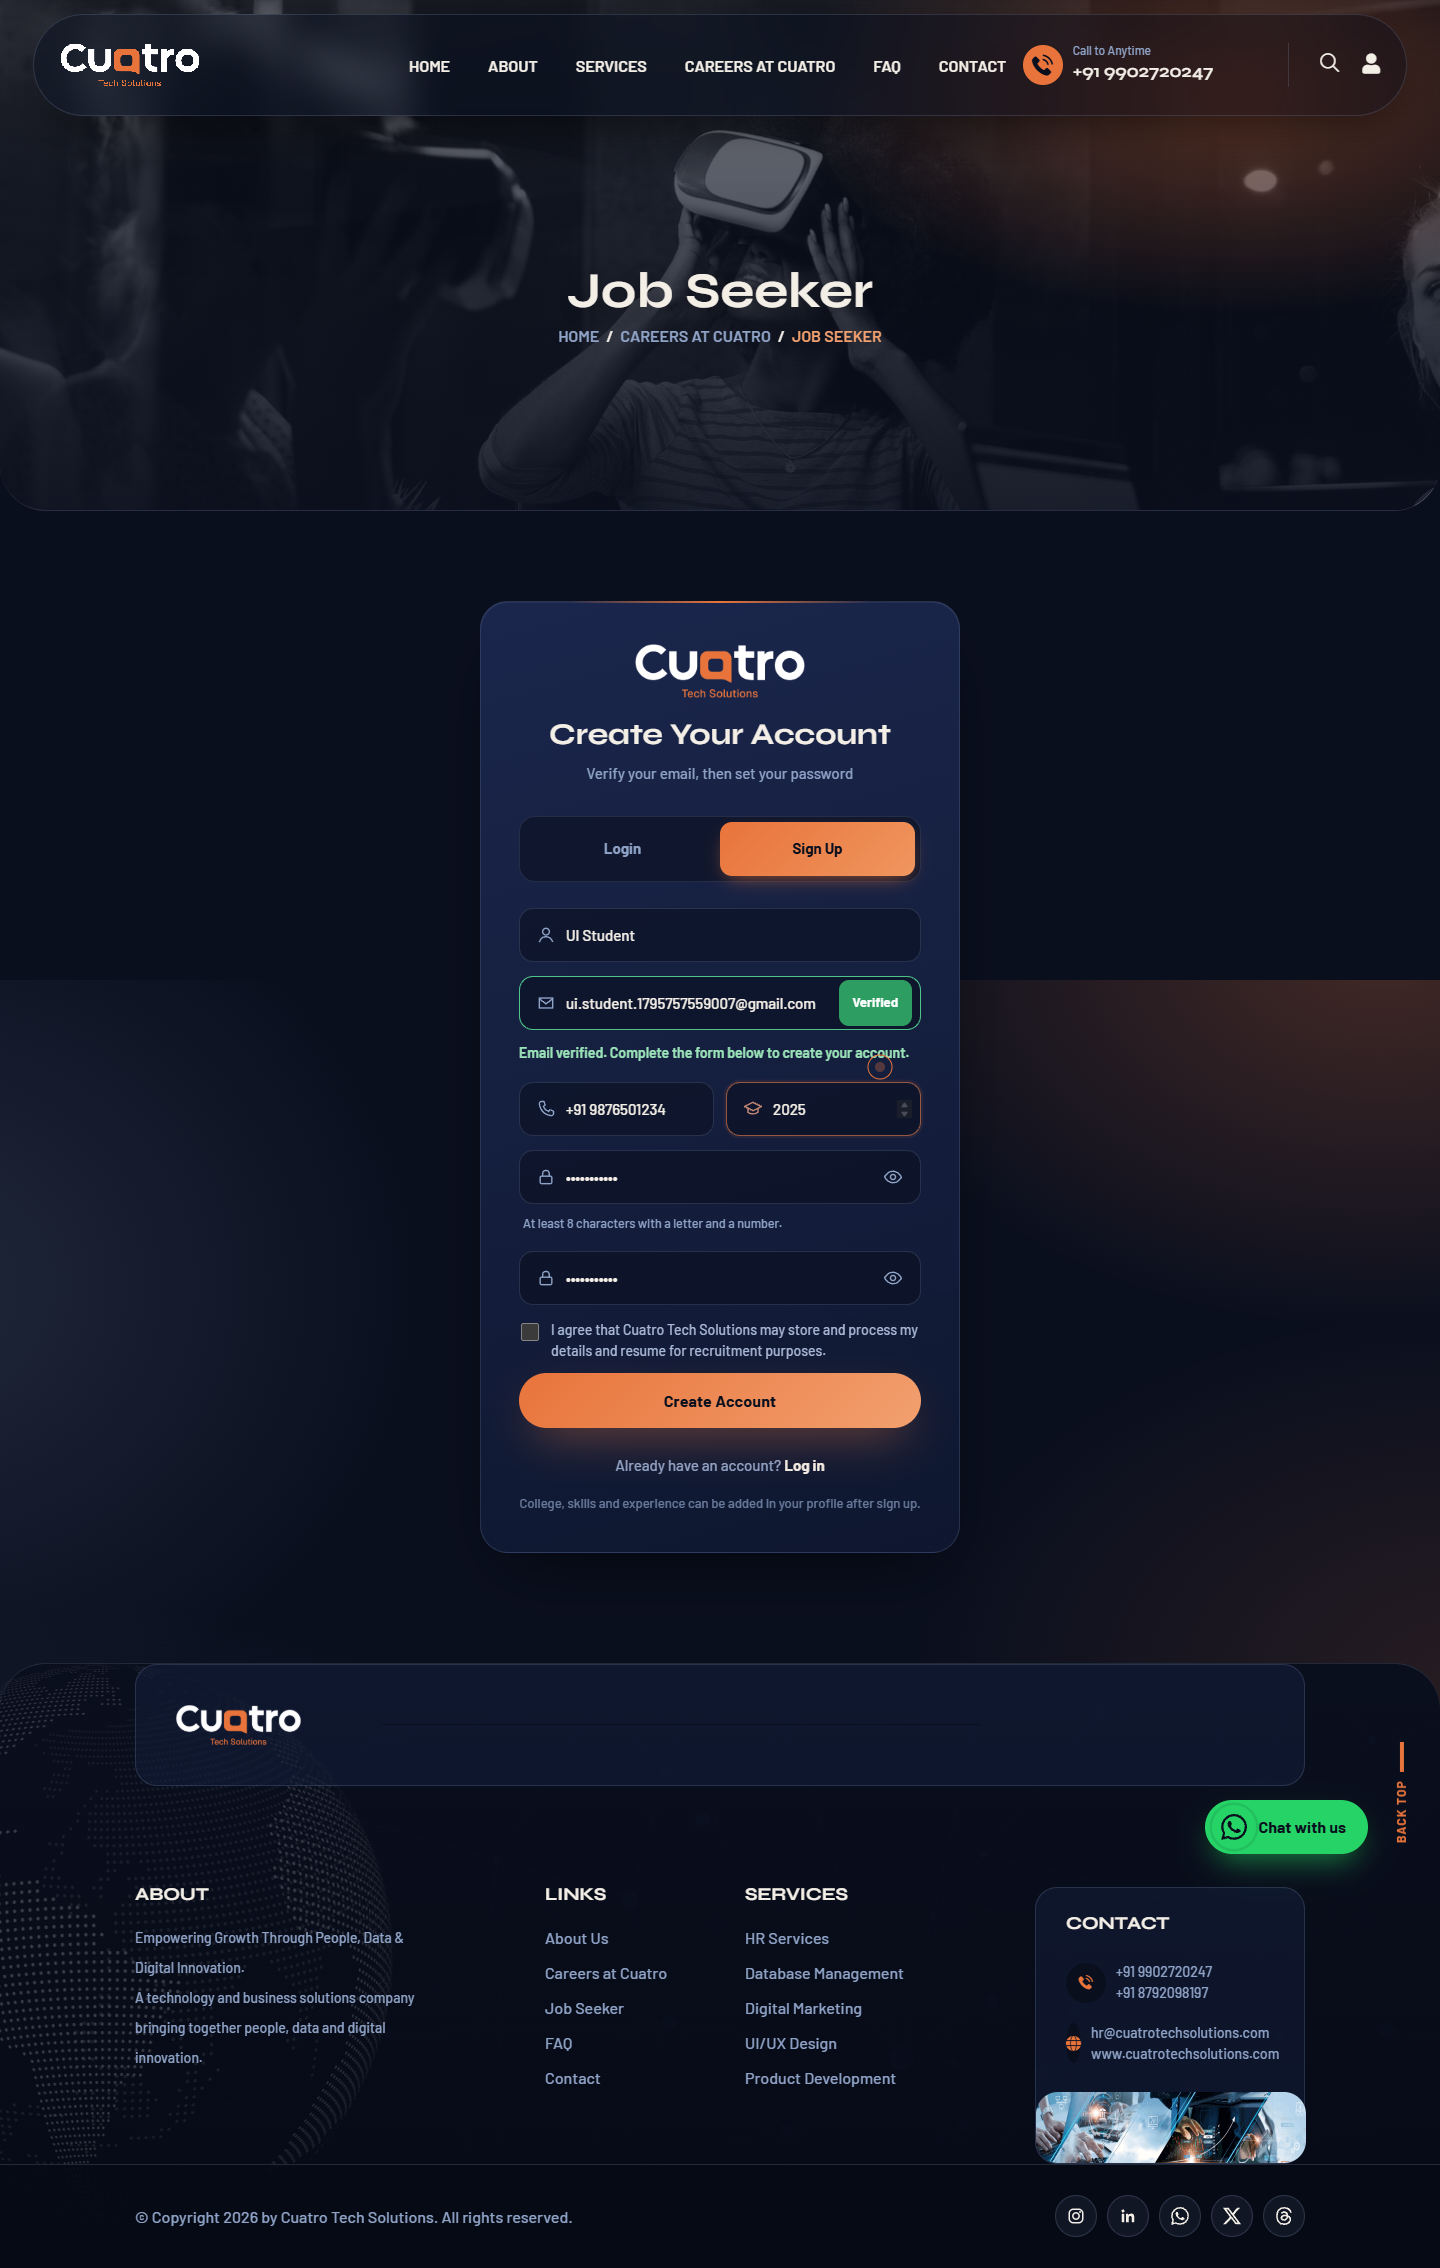 Cuatro
Tech Solutions
HOME
ABOUT
SERVICES
CAREERS AT CUATRO
FAQ
CONTACT
Call to Anytime
+91 9902720247
Job Seeker
HOME / CAREERS AT CUATRO / JOB SEEKER
Cuatro
Tech Solutions
Create Your Account
Verify your email, then set your password
Login
Sign Up
UI Student
ui.student.1795757559007@gmail.com
Verified
Email verified. Complete the form below to create your account.
+91 9876501234
2025
•••••••••••
At least 8 characters with a letter and a number.
•••••••••••
I agree that Cuatro Tech Solutions may store and process my
details and resume for recruitment purposes.
Create Account
Already have an account? Log in
College, skills and experience can be added in your profile after sign up.
Cuatro
Tech Solutions
BACK TOP
Chat with us
ABOUT
Empowering Growth Through People, Data &
Digital Innovation.
A technology and business solutions company
bringing together people, data and digital
innovation.
LINKS
About Us
Careers at Cuatro
Job Seeker
FAQ
Contact
SERVICES
HR Services
Database Management
Digital Marketing
UI/UX Design
Product Development
CONTACT
+91 9902720247
+91 8792098197
hr@cuatrotechsolutions.com
www.cuatrotechsolutions.com
© Copyright 2026 by Cuatro Tech Solutions. All rights reserved.